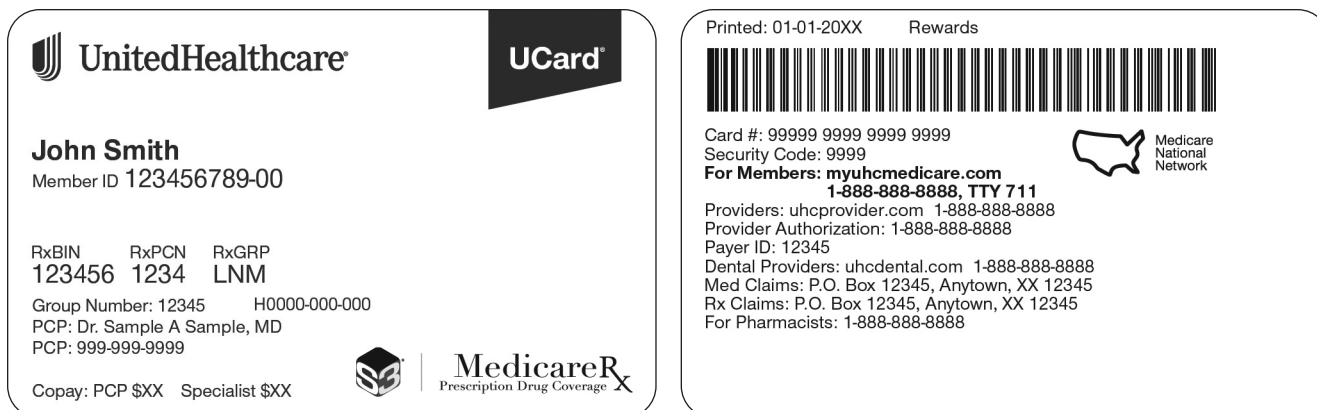 UnitedHealthcare®
UCard®
John Smith
Member ID 123456789-00
RxBIN RxPCN RxGRP
123456 1234 LNM
Group Number: 12345 H0000-000-000
PCP: Dr. Sample A Sample, MD
PCP: 999-999-9999
Copay: PCP $XX Specialist $XX
S3
MedicareRx
Prescription Drug Coverage
Printed: 01-01-20XX Rewards
Card #: 99999 9999 9999 9999
Security Code: 9999
For Members: myuhcmedicare.com
1-888-888-8888, TTY 711
Providers: uhcprovider.com 1-888-888-8888
Provider Authorization: 1-888-888-8888
Payer ID: 12345
Dental Providers: uhcdental.com 1-888-888-8888
Med Claims: P.O. Box 12345, Anytown, XX 12345
Rx Claims: P.O. Box 12345, Anytown, XX 12345
For Pharmacists: 1-888-888-8888
Medicare
National
Network